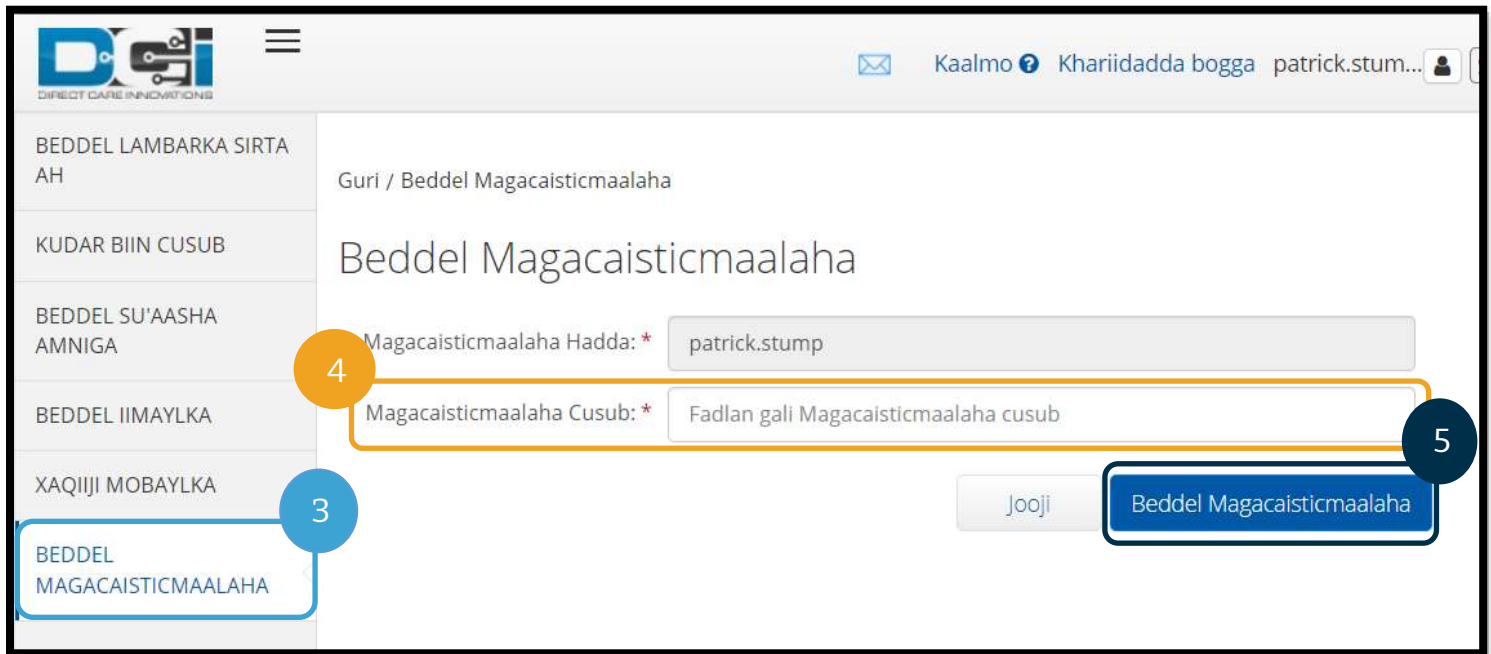 DCi
DIRECT CARE INNOVATIONS
Kaalmo ? Khariidadda bogga patrick.stum...
BEDDEL LAMBARKA SIRTA
AH
KUDAR BIIN CUSUB
BEDDEL SU'AASHA
AMNIGA
BEDDEL IIMAYLKA
XAQIIJI MOBAYLKA
3
BEDDEL
MAGACAISTICMAALAHA
Guri / Beddel Magacaisticmaalaha
Beddel Magacaisticmaalaha
Magacaisticmaalaha Hadda: * patrick.stump
4
Magacaisticmaalaha Cusub: * Fadlan gali Magacaisticmaalaha cusub
5
Jooji Beddel Magacaisticmaalaha